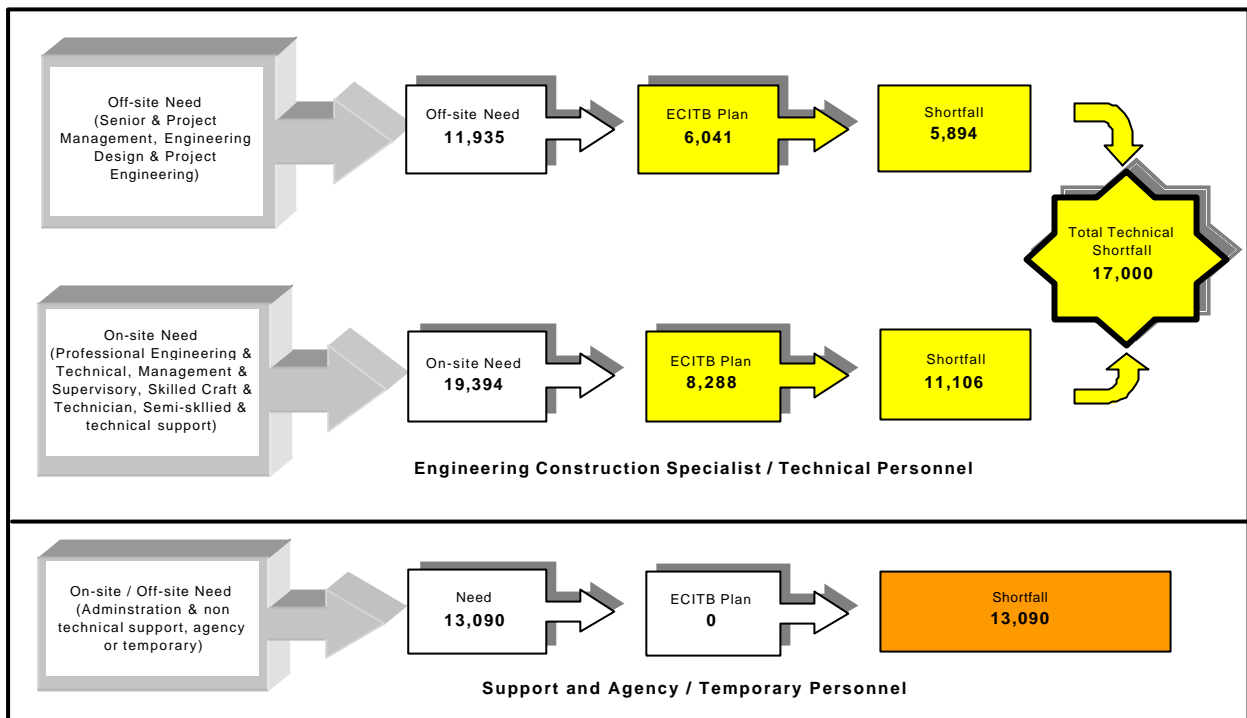 Off-site Need
(Senior & Project
Management, Engineering
Design & Project
Engineering)
Off-site Need
11,935
ECITB Plan
6,041
Shortfall
5,894
Total Technical
Shortfall
17,000
On-site Need
(Professional Engineering &
Technical, Management &
Supervisory, Skilled Craft &
Technician, Semi-skllied &
technical support)
On-site Need
19,394
ECITB Plan
8,288
Shortfall
11,106
Engineering Construction Specialist / Technical Personnel
On-site / Off-site Need
(Adminstration & non
technical support, agency
or temporary)
Need
13,090
ECITB Plan
0
Shortfall
13,090
Support and Agency / Temporary Personnel